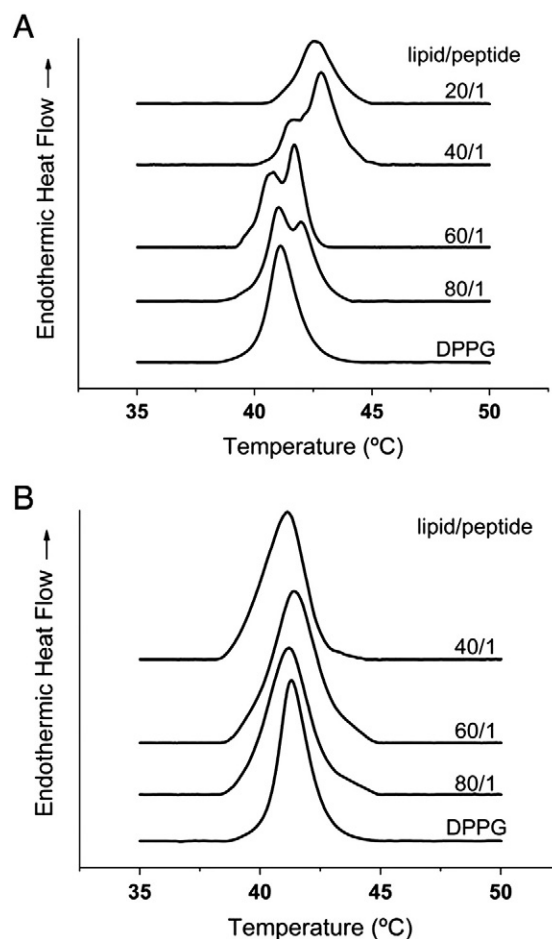 A
Endothermic Heat Flow →
lipid/peptide
20/1
40/1
60/1
80/1
DPPG
35 40 45 50
Temperature (ºC)
B
Endothermic Heat Flow →
lipid/peptide
40/1
60/1
80/1
DPPG
35 40 45 50
Temperature (ºC)